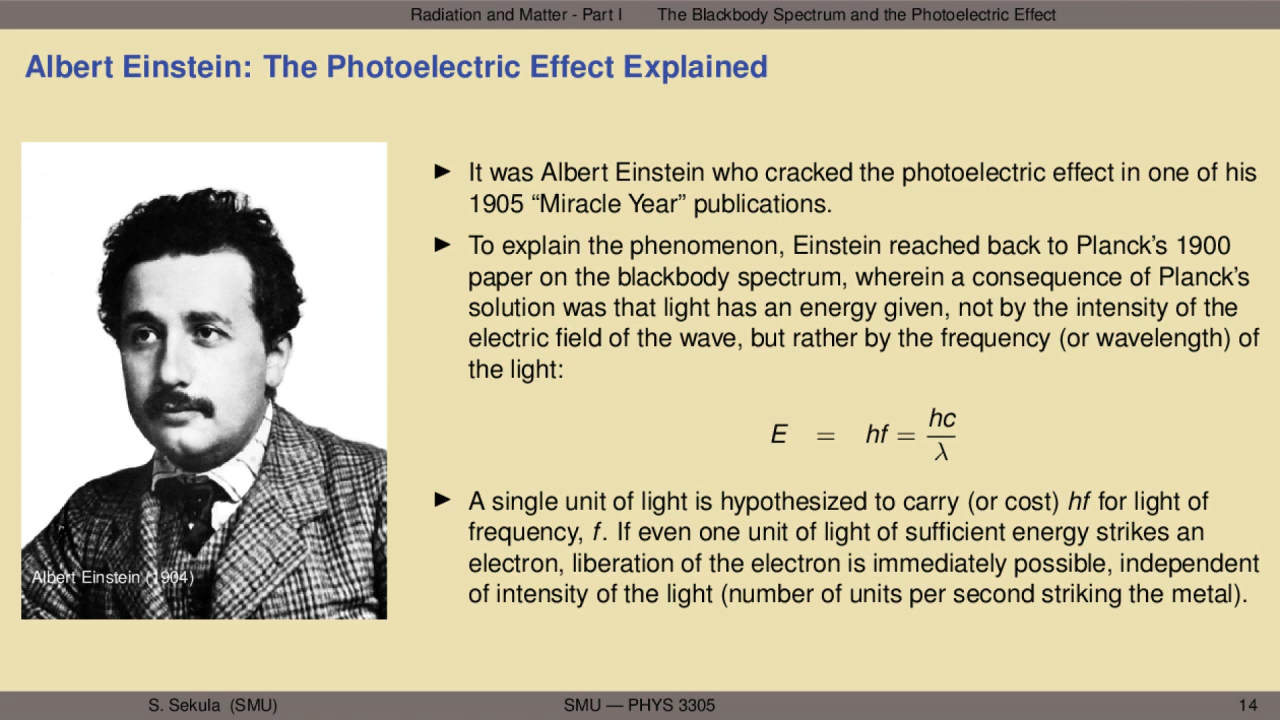 Radiation and Matter - Part I The Blackbody Spectrum and the Photoelectric Effect
Albert Einstein: The Photoelectric Effect Explained
Albert Einstein (1904)
► It was Albert Einstein who cracked the photoelectric effect in one of his
1905 “Miracle Year” publications.
► To explain the phenomenon, Einstein reached back to Planck’s 1900
paper on the blackbody spectrum, wherein a consequence of Planck’s
solution was that light has an energy given, not by the intensity of the
electric field of the wave, but rather by the frequency (or wavelength) of
the light:
E = hf = hc/λ
► A single unit of light is hypothesized to carry (or cost) hf for light of
frequency, f. If even one unit of light of sufficient energy strikes an
electron, liberation of the electron is immediately possible, independent
of intensity of the light (number of units per second striking the metal).
S. Sekula (SMU) SMU — PHYS 3305 14